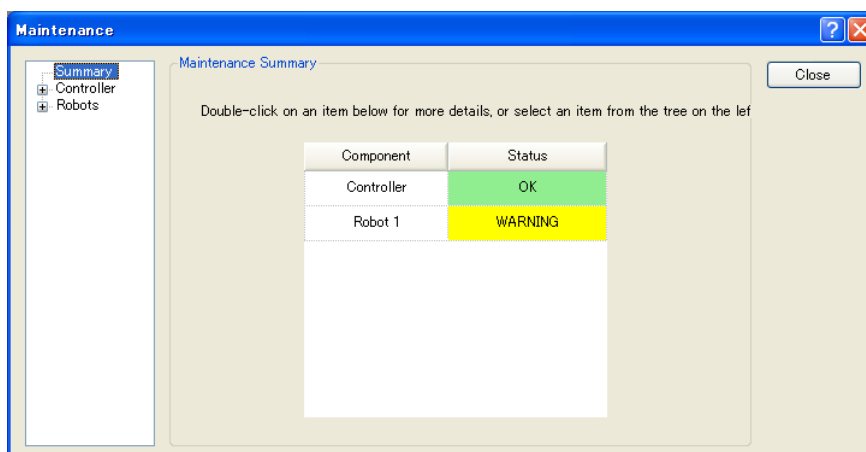 Maintenance
Summary
Controller
Robots
Maintenance Summary
Close
Double-click on an item below for more details, or select an item from the tree on the lef
Component Status
Controller OK
Robot 1 WARNING